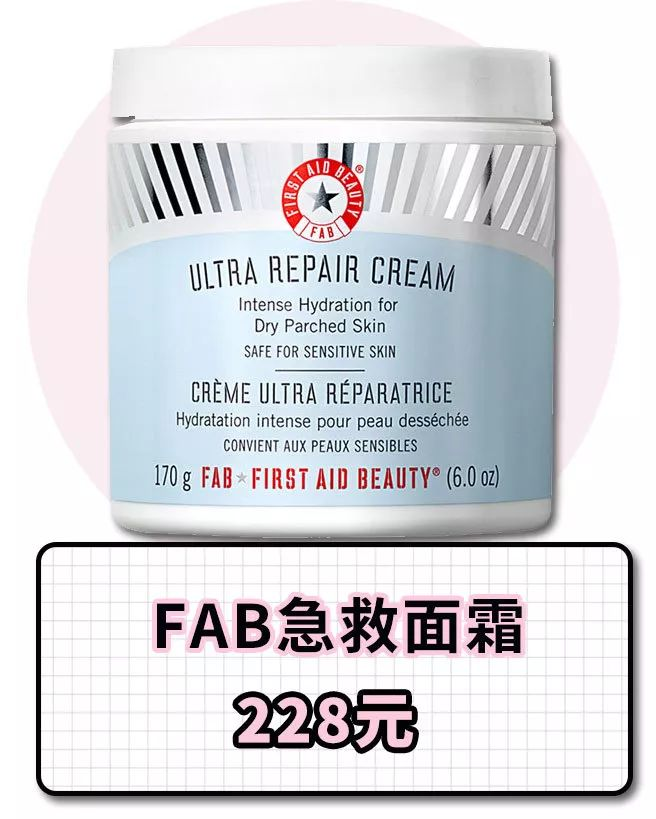 FIRST AID BEAUTY®
FAB
ULTRA REPAIR CREAM
Intense Hydration for
Dry Parched Skin
SAFE FOR SENSITIVE SKIN
CRÈME ULTRA RÉPARATRICE
Hydratation intense pour peau desséchée
CONVIENT AUX PEAUX SENSIBLES
170 g FAB★FIRST AID BEAUTY® (6.0 oz)
FAB急救面霜
228元